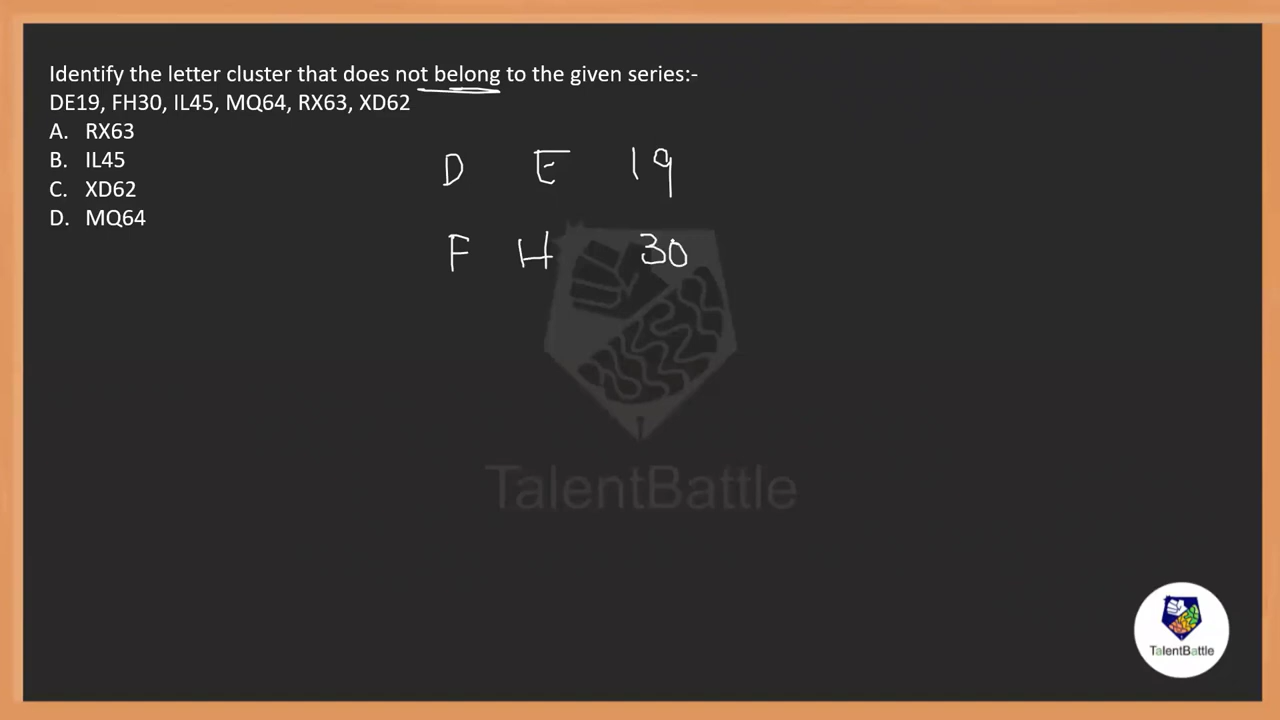 Identify the letter cluster that does not belong to the given series:-
DE19, FH30, IL45, MQ64, RX63, XD62
A. RX63
B. IL45
C. XD62
D. MQ64
D E 19
F H 30
TalentBattle
TalentBattle